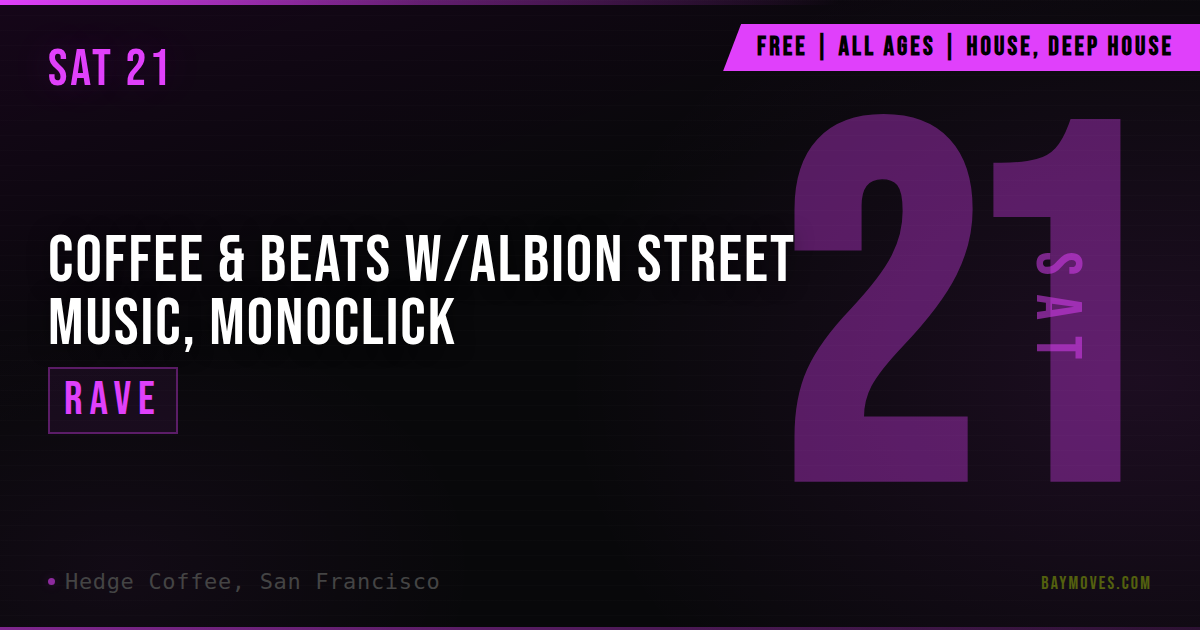 SAT 21
FREE | ALL AGES | HOUSE, DEEP HOUSE
21
SAT
COFFEE & BEATS W/ALBION STREET
MUSIC, MONOCLICK
RAVE
Hedge Coffee, San Francisco
BAYMOVES.COM